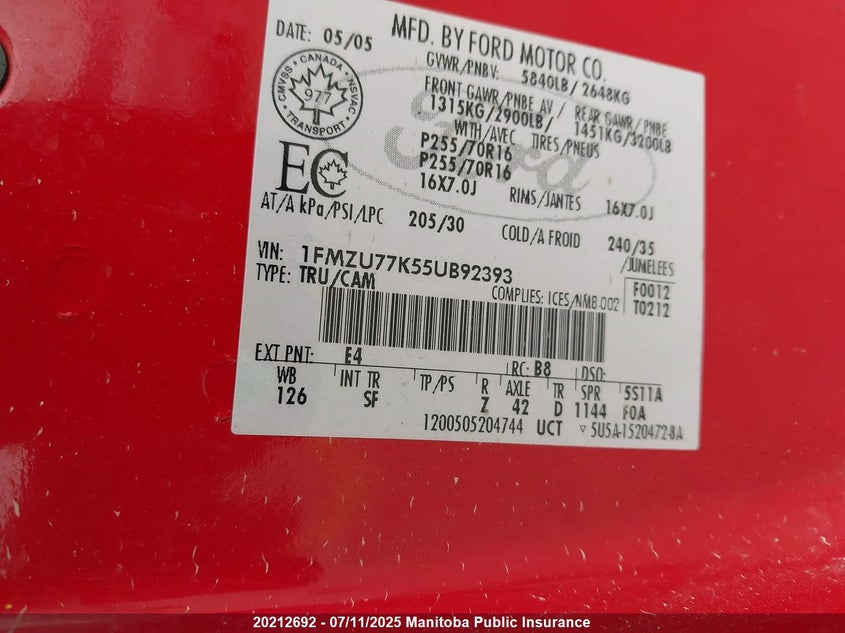 DATE: 05/05 MFD. BY FORD MOTOR CO.
GVWR/PNBV: 5840LB / 2648KG
CMVSS · CANADA · NSVAC
977
TRANSPORT
FRONT GAWR/PNBE AV / REAR GAWR/PNBE
1315KG/2900LB/ 1451KG/3200LB
WITH/AVEC TIRES/PNEUS
P255/70R16
P255/70R16
Ford
EC
16X7.0J RIMS/JANTES 16X7.0J
AT/A kPa/PSI/LPC 205/30 COLD/A FROID 240/35
VIN: 1FMZU77K55UB92393 /JUMELEES
TYPE: TRU/CAM
COMPLIES: ICES/NMB-002
F0012
T0212
EXT PNT: E4 RC: B8 DSO:
WB INT TR TP/PS R AXLE TR SPR 5S11A
126 SF Z 42 D 1144 F0A
1200505204744 UCT ▽5U5A-1520472-BA
20212692 - 07/11/2025 Manitoba Public Insurance